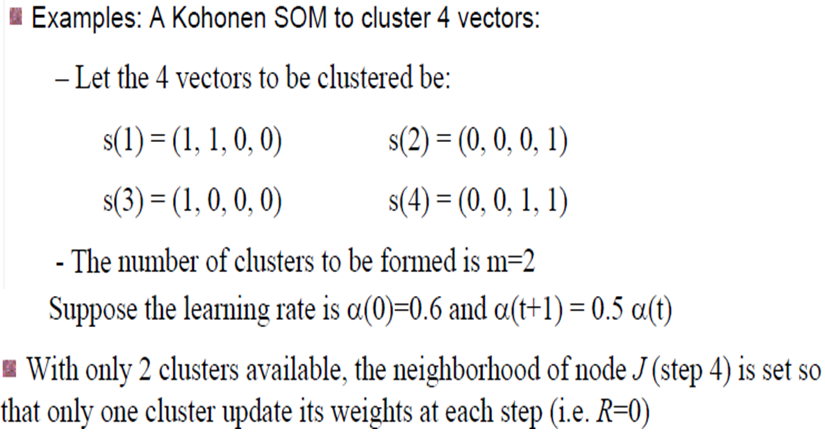 Examples: A Kohonen SOM to cluster 4 vectors:
– Let the 4 vectors to be clustered be:
s(1) = (1, 1, 0, 0) s(2) = (0, 0, 0, 1)
s(3) = (1, 0, 0, 0) s(4) = (0, 0, 1, 1)
- The number of clusters to be formed is m=2
Suppose the learning rate is α(0)=0.6 and α(t+1) = 0.5 α(t)
With only 2 clusters available, the neighborhood of node J (step 4) is set so
that only one cluster update its weights at each step (i.e. R=0)